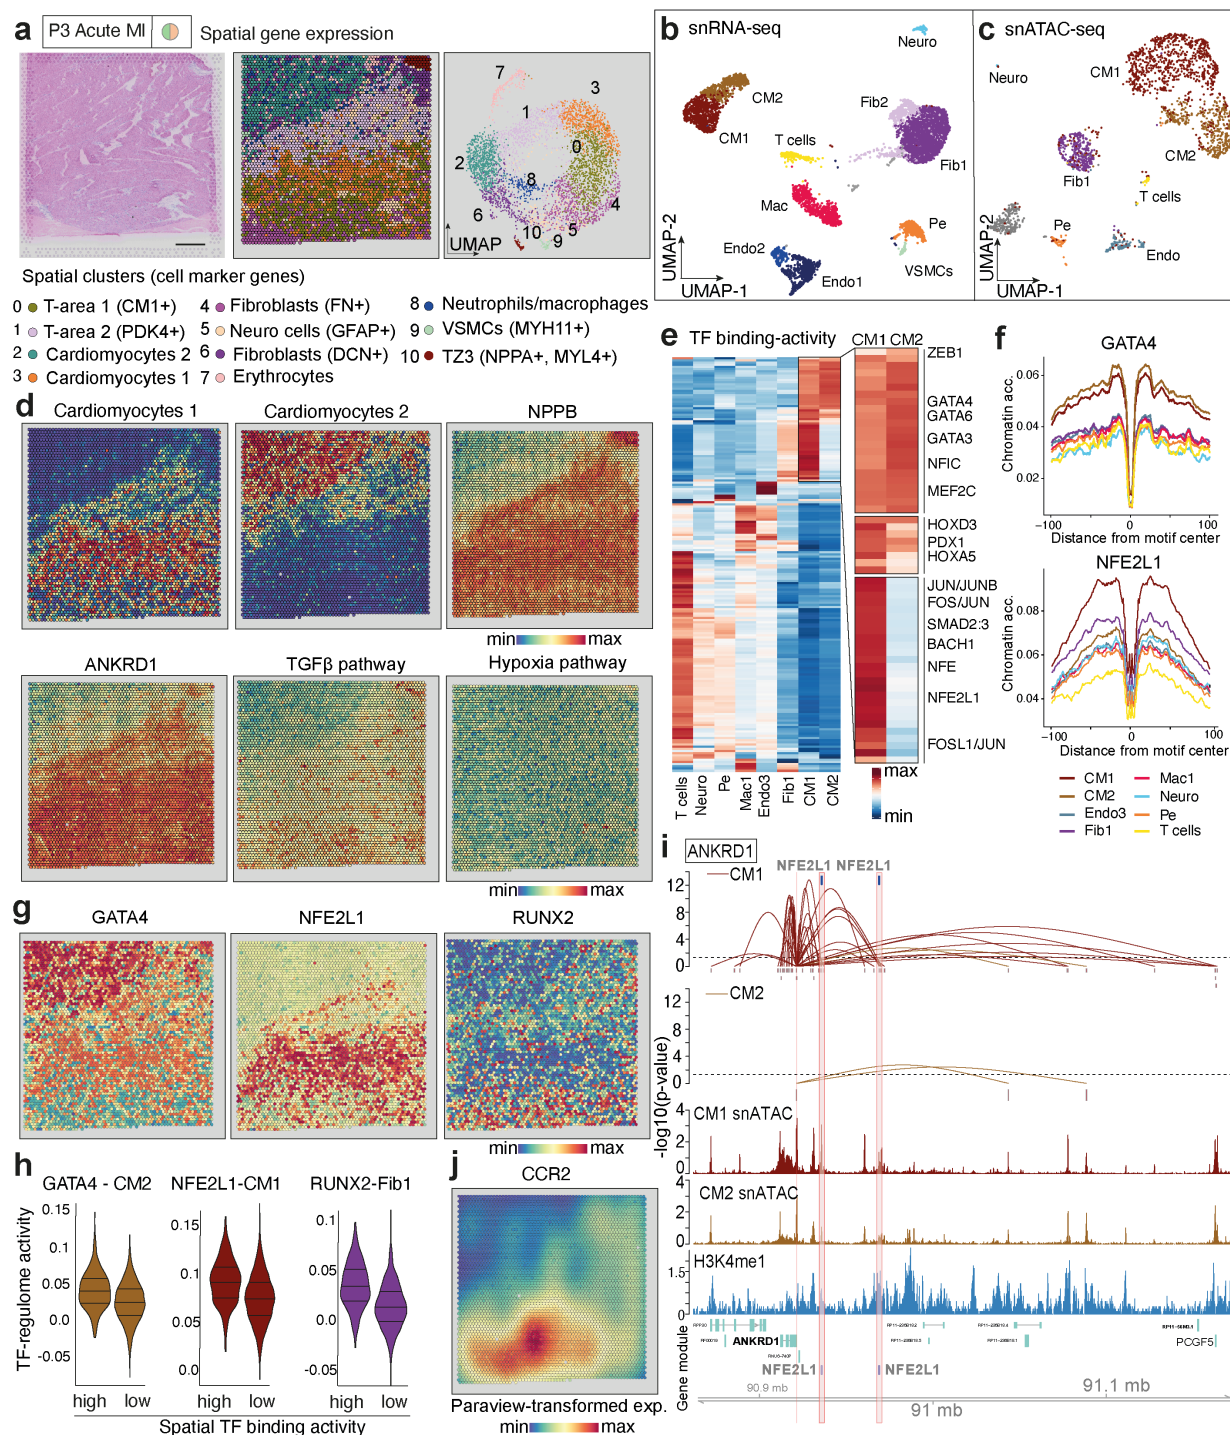 a
P3 Acute MI
Spatial gene expression
7
3
1
0
2
8
6
4
10
9
5
UMAP
Spatial clusters (cell marker genes)
0 T-area 1 (CM1+)
1 T-area 2 (PDK4+)
2 Cardiomyocytes 2
3 Cardiomyocytes 1
4 Fibroblasts (FN+)
5 Neuro cells (GFAP+)
6 Fibroblasts (DCN+)
7 Erythrocytes
8 Neutrophils/macrophages
9 VSMCs (MYH11+)
10 TZ3 (NPPA+, MYL4+)
b snRNA-seq
Neuro
CM2
CM1
Fib2
T cells
Fib1
Mac
Pe
Endo2
Endo1
VSMCs
UMAP-2
UMAP-1
c snATAC-seq
Neuro
CM1
CM2
Fib1
T cells
Pe
Endo
UMAP-2
UMAP-1
d
Cardiomyocytes 1
Cardiomyocytes 2
NPPB
min max
ANKRD1
TGFβ pathway
Hypoxia pathway
min max
e TF binding-activity
CM1 CM2
ZEB1
GATA4
GATA6
GATA3
NFIC
MEF2C
HOXD3
PDX1
HOXA5
JUN/JUNB
FOS/JUN
SMAD2:3
BACH1
NFE
NFE2L1
FOSL1/JUN
T cells
Neuro
Pe
Mac1
Endo3
Fib1
CM1
CM2
max
min
f
GATA4
Chromatin acc.
0.06
0.04
0.02
-100 0 100
Distance from motif center
NFE2L1
Chromatin acc.
0.08
0.06
0.04
-100 0 100
Distance from motif center
CM1
CM2
Endo3
Fib1
Mac1
Neuro
Pe
T cells
g
GATA4
NFE2L1
RUNX2
min max
h
GATA4 - CM2
NFE2L1-CM1
RUNX2-Fib1
TF-regulome activity
0.15
0.1
0.05
0.00
-0.05
0.15
0.1
0.05
0.0
0.1
0.05
0.0
-0.05
high low
high low
high low
Spatial TF binding activity
i
ANKRD1
NFE2L1 NFE2L1
CM1
12
8
4
0
CM2
12
8
4
0
-log10(p-value)
CM1 snATAC
4
2
0
CM2 snATAC
4
2
0
H3K4me1
1.5
0
Gene module
ANKRD1
PCGF5
NFE2L1
NFE2L1
90.9 mb
91 mb
91.1 mb
j
CCR2
Paraview-transformed exp.
min max